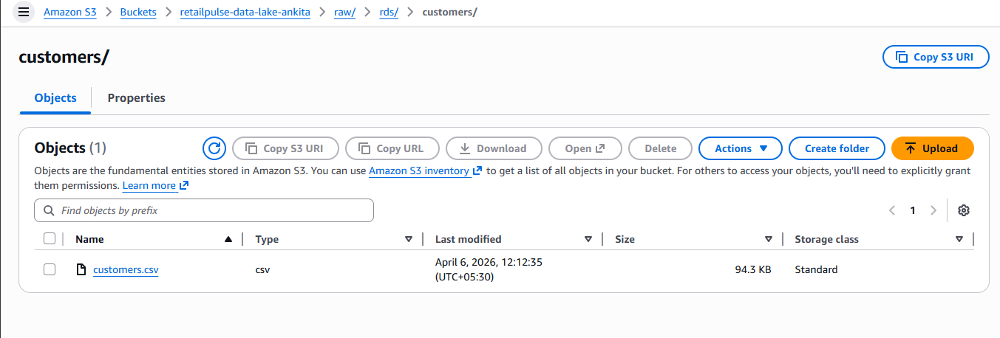 Amazon S3 > Buckets > retailpulse-data-lake-ankita > raw/ > rds/ > customers/
customers/
Copy S3 URI
Objects
Properties
Objects (1)
Copy S3 URI
Copy URL
Download
Open
Delete
Actions
Create folder
Upload
Objects are the fundamental entities stored in Amazon S3. You can use Amazon S3 inventory to get a list of all objects in your bucket. For others to access your objects, you'll need to explicitly grant
them permissions. Learn more
Find objects by prefix
1
Name Type Last modified Size Storage class
customers.csv csv April 6, 2026, 12:12:35 (UTC+05:30) 94.3 KB Standard